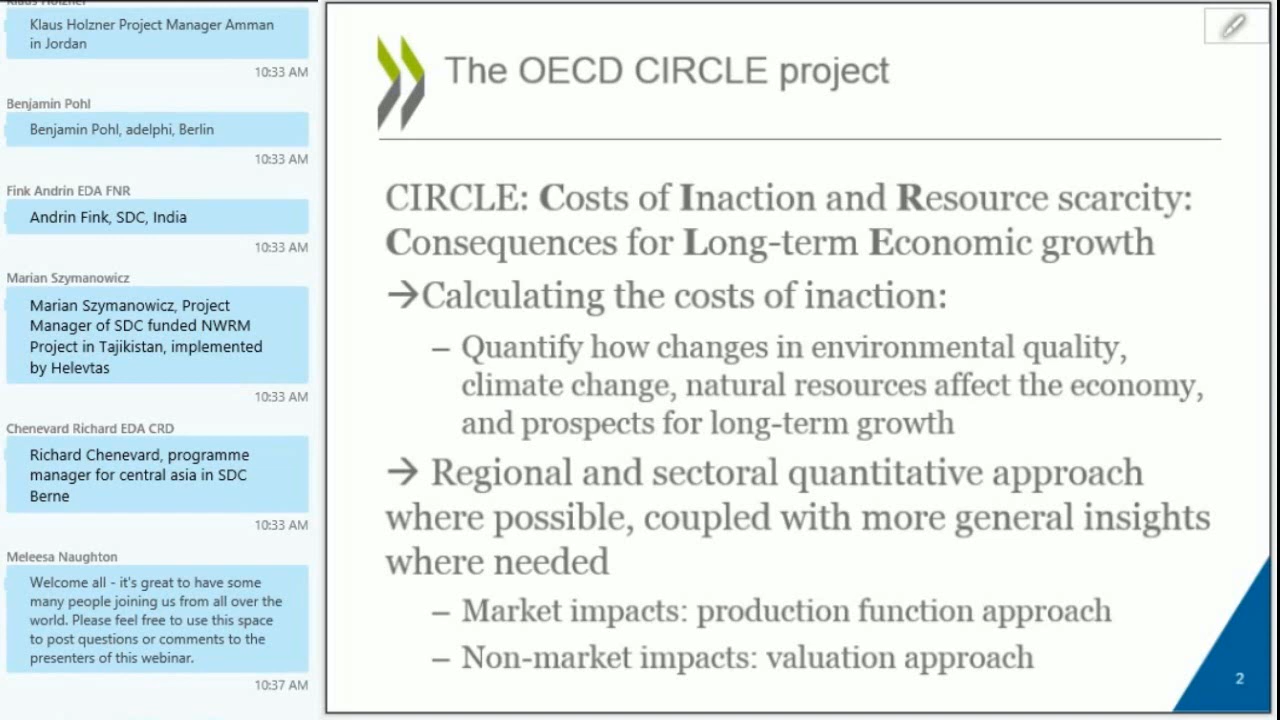 Klaus Holzner
Klaus Holzner Project Manager Amman
in Jordan
10:33 AM
Benjamin Pohl
Benjamin Pohl, adelphi, Berlin
10:33 AM
Fink Andrin EDA FNR
Andrin Fink, SDC, India
10:33 AM
Marian Szymanowicz
Marian Szymanowicz, Project
Manager of SDC funded NWRM
Project in Tajikistan, implemented
by Helevtas
10:33 AM
Chenevard Richard EDA CRD
Richard Chenevard, programme
manager for central asia in SDC
Berne
10:33 AM
Meleesa Naughton
Welcome all - it's great to have some
many people joining us from all over the
world. Please feel free to use this space
to post questions or comments to the
presenters of this webinar.
10:37 AM
The OECD CIRCLE project
CIRCLE: Costs of Inaction and Resource scarcity:
Consequences for Long-term Economic growth
→Calculating the costs of inaction:
– Quantify how changes in environmental quality,
climate change, natural resources affect the economy,
and prospects for long-term growth
→ Regional and sectoral quantitative approach
where possible, coupled with more general insights
where needed
– Market impacts: production function approach
– Non-market impacts: valuation approach
2